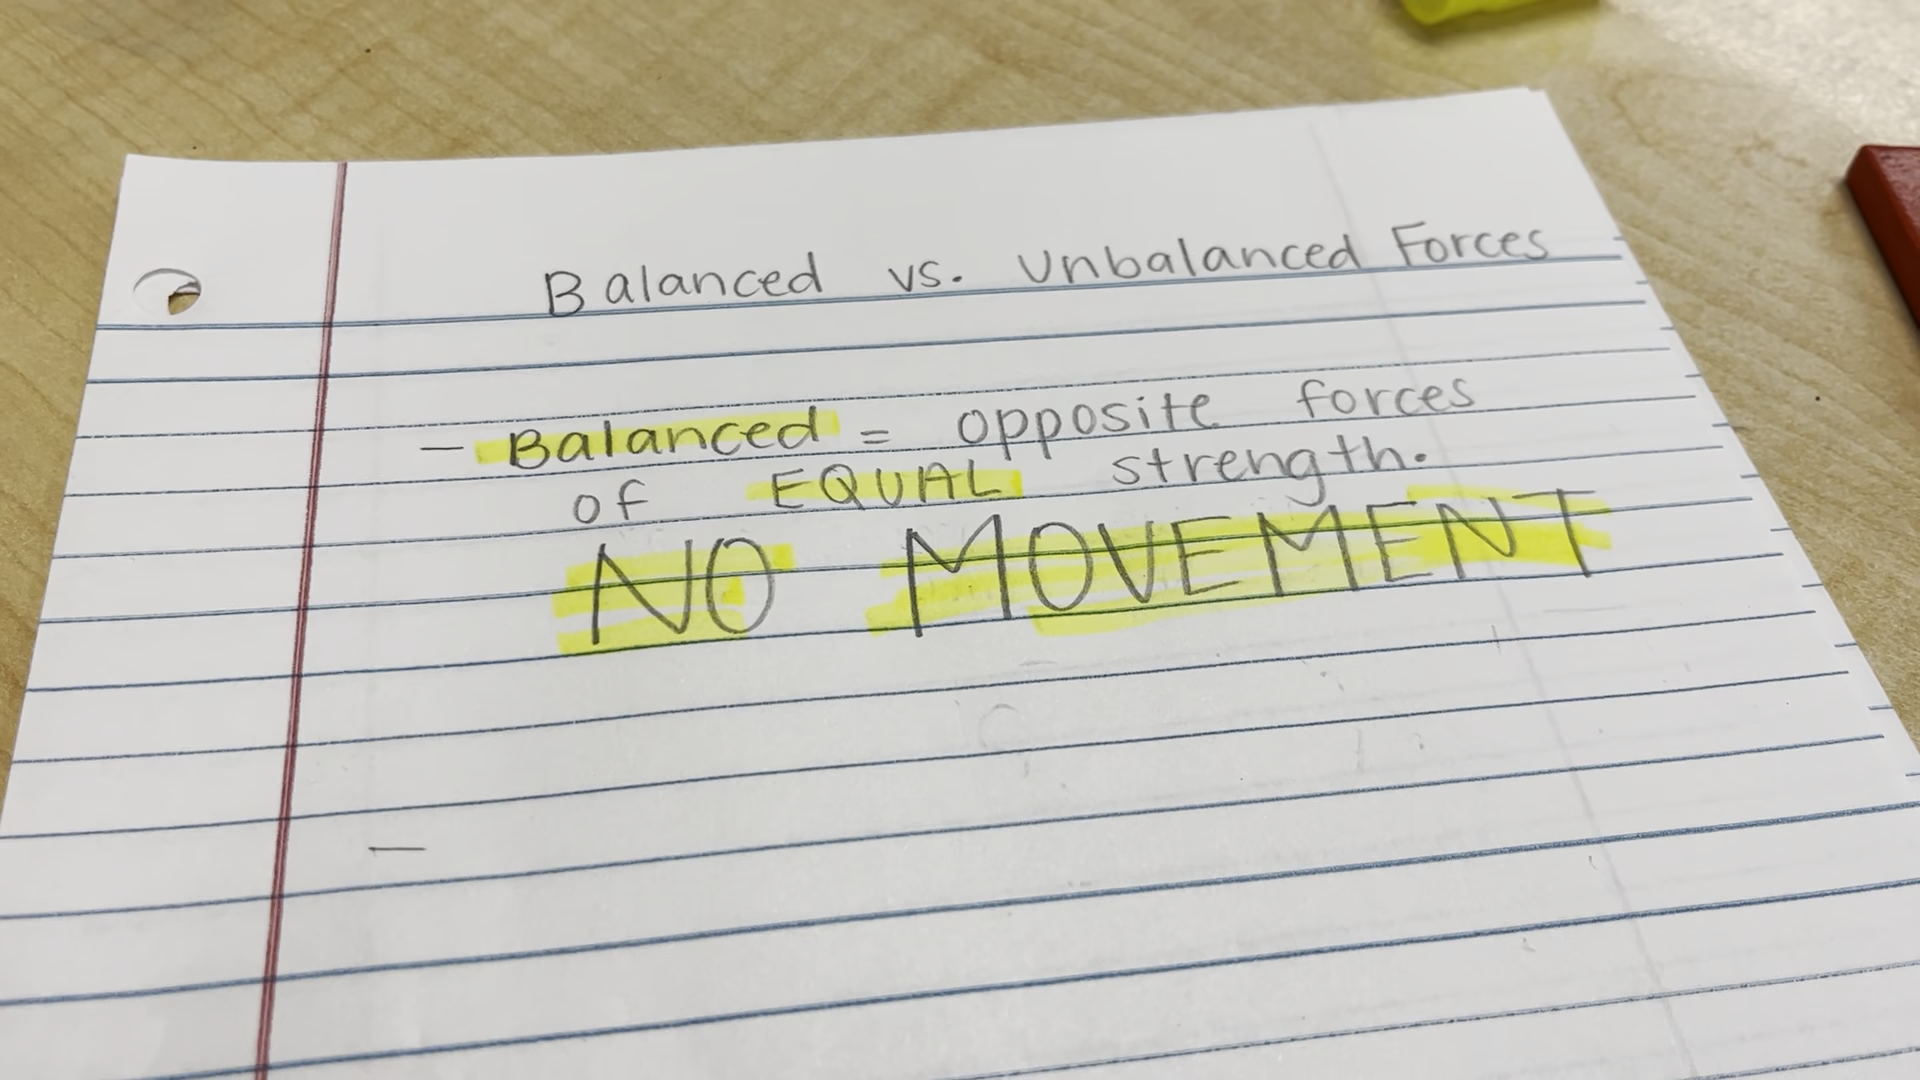 Balanced vs. Unbalanced Forces
- Balanced = opposite forces
of EQUAL strength.
NO MOVEMENT
-